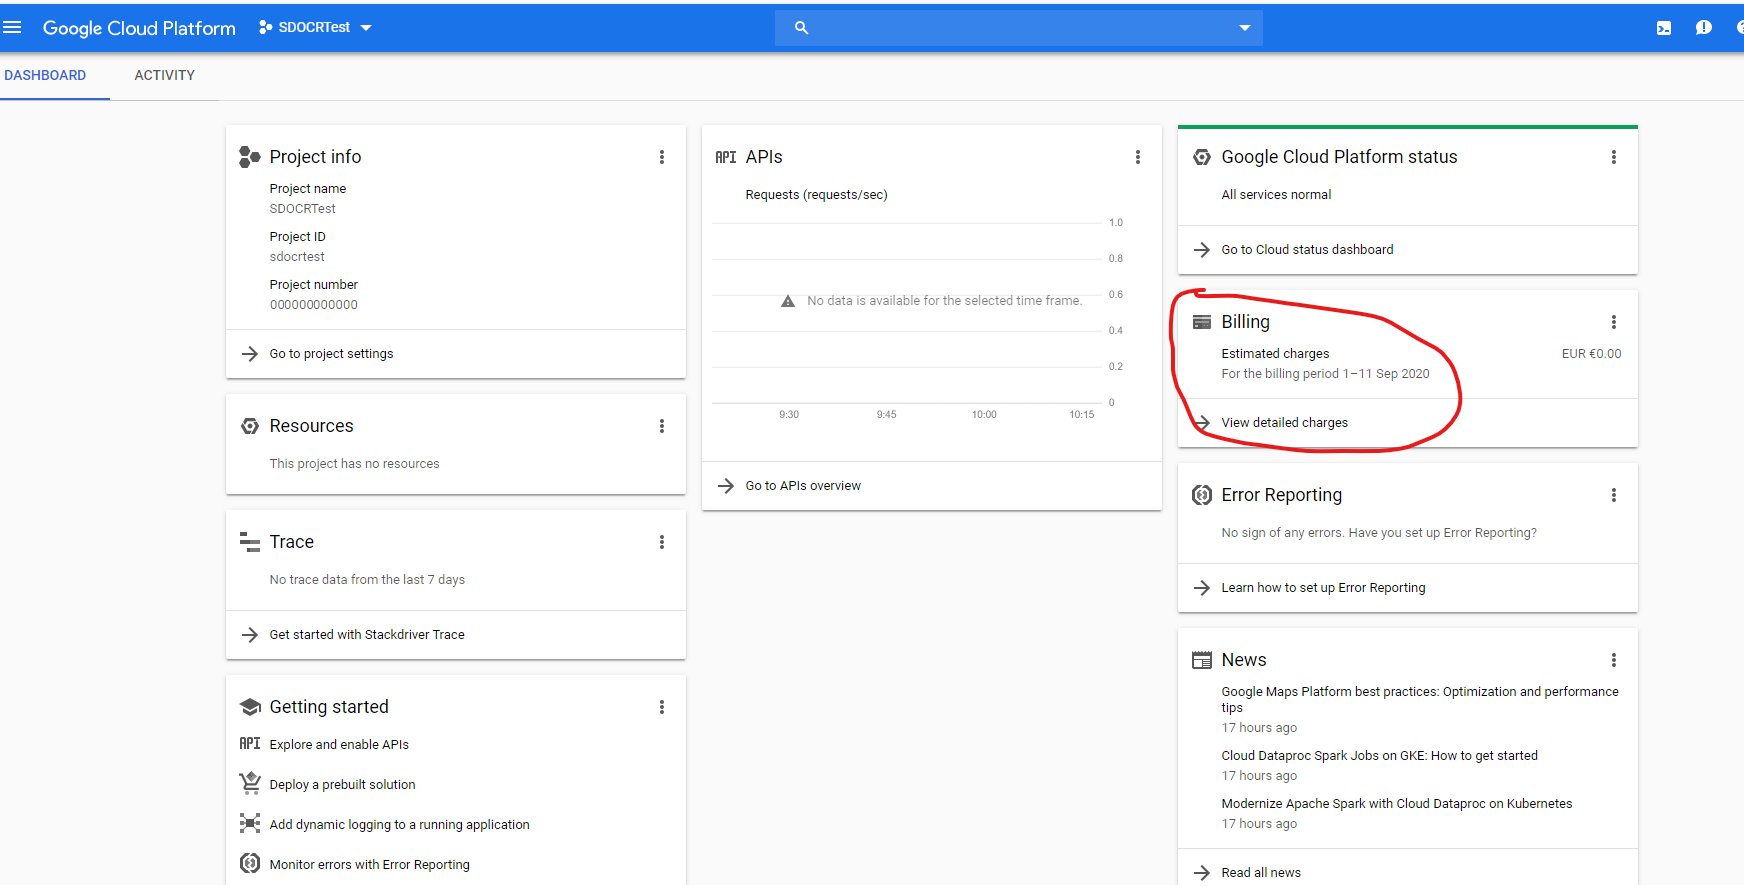 Google Cloud Platform
SDOCRTest
DASHBOARD
ACTIVITY
Project info
Project name
SDOCRTest
Project ID
sdocrtest
Project number
000000000000
Go to project settings
Resources
This project has no resources
Trace
No trace data from the last 7 days
Get started with Stackdriver Trace
Getting started
API Explore and enable APIs
Deploy a prebuilt solution
Add dynamic logging to a running application
Monitor errors with Error Reporting
API APIs
Requests (requests/sec)
1.0
0.8
No data is available for the selected time frame.
0.6
0.4
0.2
0
9:30 9:45 10:00 10:15
Go to APIs overview
Google Cloud Platform status
All services normal
Go to Cloud status dashboard
Billing
Estimated charges EUR €0.00
For the billing period 1–11 Sep 2020
View detailed charges
Error Reporting
No sign of any errors. Have you set up Error Reporting?
Learn how to set up Error Reporting
News
Google Maps Platform best practices: Optimization and performance
tips
17 hours ago
Cloud Dataproc Spark Jobs on GKE: How to get started
17 hours ago
Modernize Apache Spark with Cloud Dataproc on Kubernetes
17 hours ago
Read all news